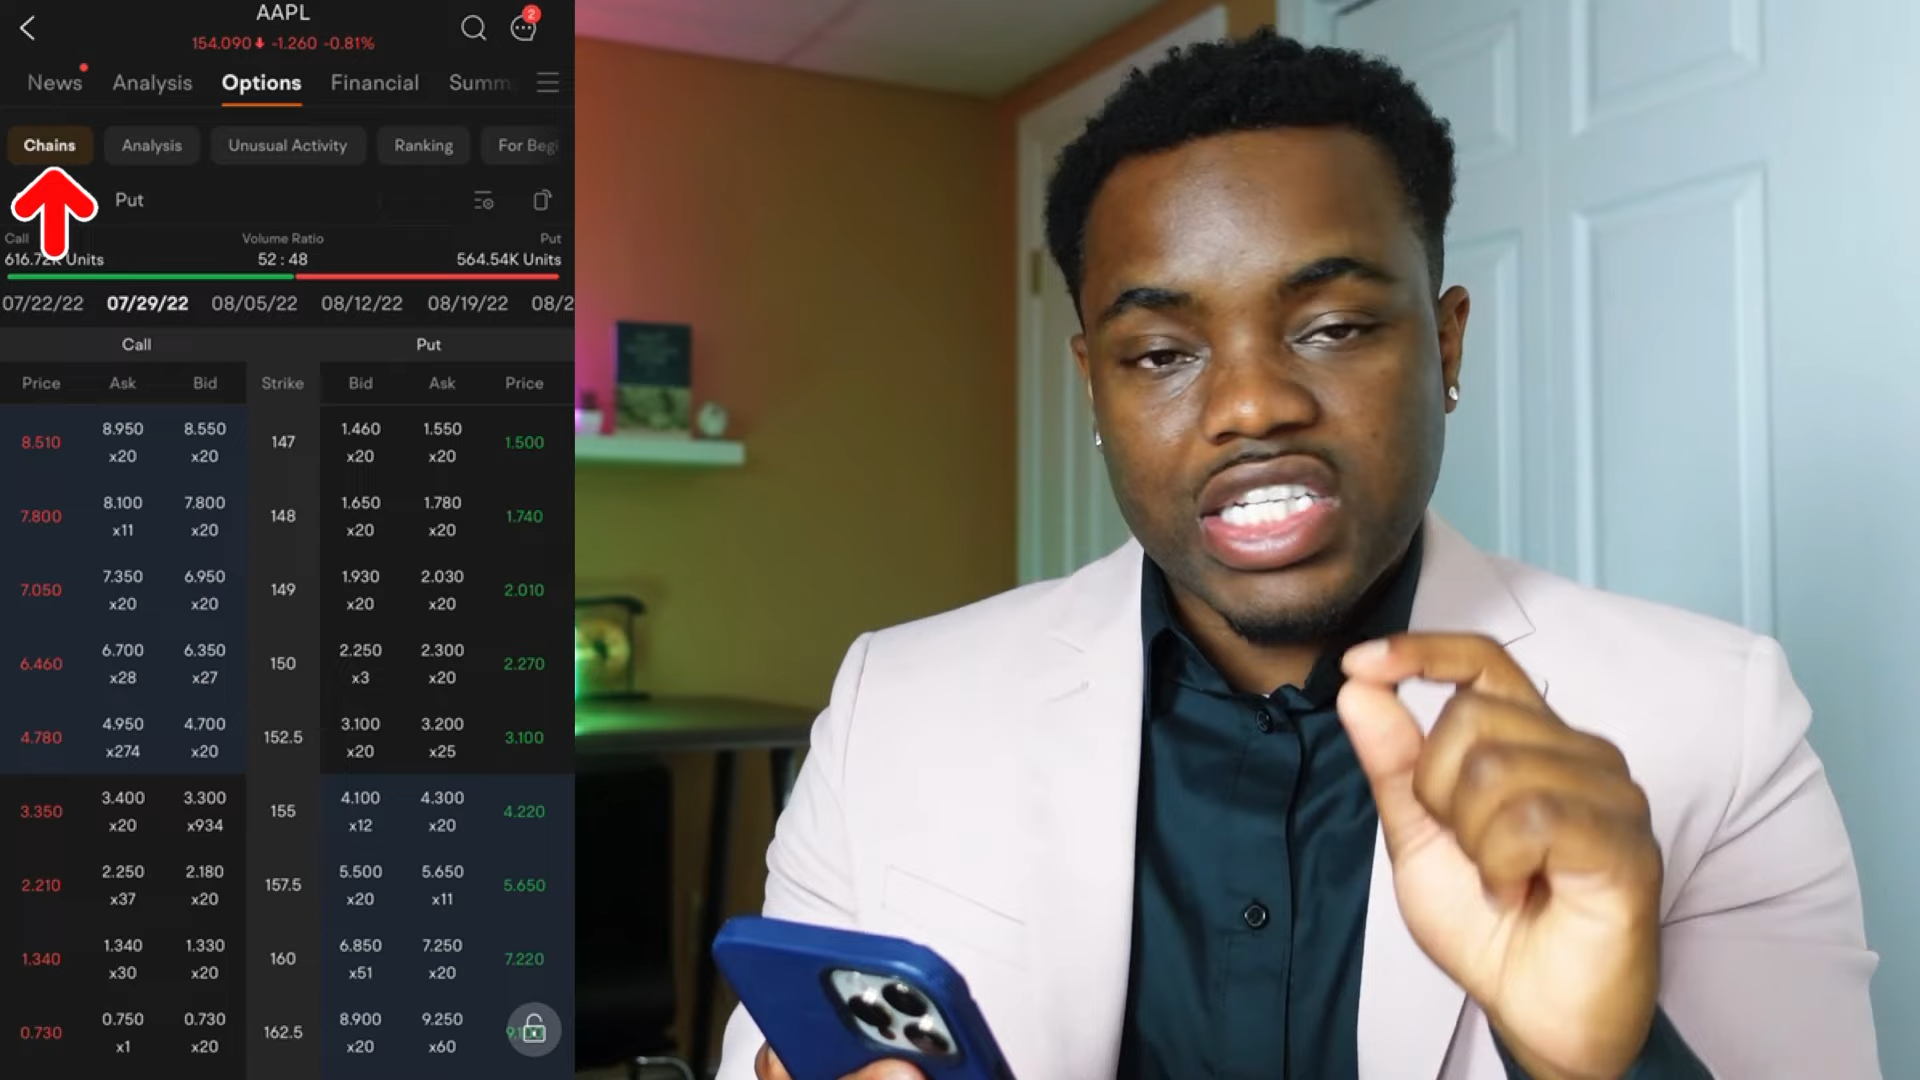 AAPL
2
154.090 -1.260 -0.81%
News Analysis Options Financial Summ
Chains Analysis Unusual Activity Ranking For Begi
Put
Call Volume Ratio Put
Units 52 : 48 564.54K Units
07/22/22 07/29/22 08/05/22 08/12/22 08/19/22 08/2
Call Put
Price Ask Bid Strike Bid Ask Price
8.510 8.950 8.550 147 1.460 1.550 1.500
x20 x20 x20 x20
7.800 8.100 7.800 148 1.650 1.780 1.740
x11 x20 x20 x20
7.050 7.350 6.950 149 1.930 2.030 2.010
x20 x20 x20 x20
6.460 6.700 6.350 150 2.250 2.300 2.270
x28 x27 x3 x20
4.780 4.950 4.700 152.5 3.100 3.200 3.100
x274 x20 x20 x25
3.350 3.400 3.300 155 4.100 4.300 4.220
x20 x934 x12 x20
2.210 2.250 2.180 157.5 5.500 5.650 5.650
x37 x20 x20 x11
1.340 1.340 1.330 160 6.850 7.250 7.220
x30 x20 x51 x20
0.730 0.750 0.730 162.5 8.900 9.250
x1 x20 x20 x60